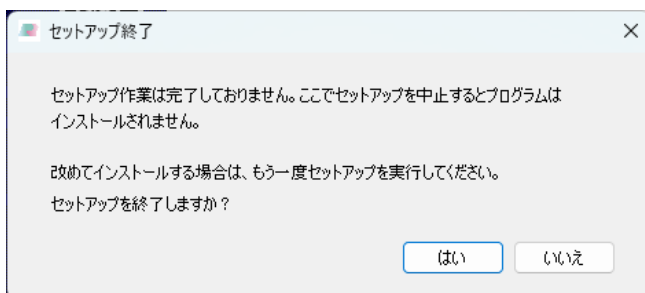 セットアップ終了
セットアップ作業は完了しておりません。ここでセットアップを中止するとプログラムは
インストールされません。
改めてインストールする場合は、もう一度セットアップを実行してください。
セットアップを終了しますか？
はい
いいえ